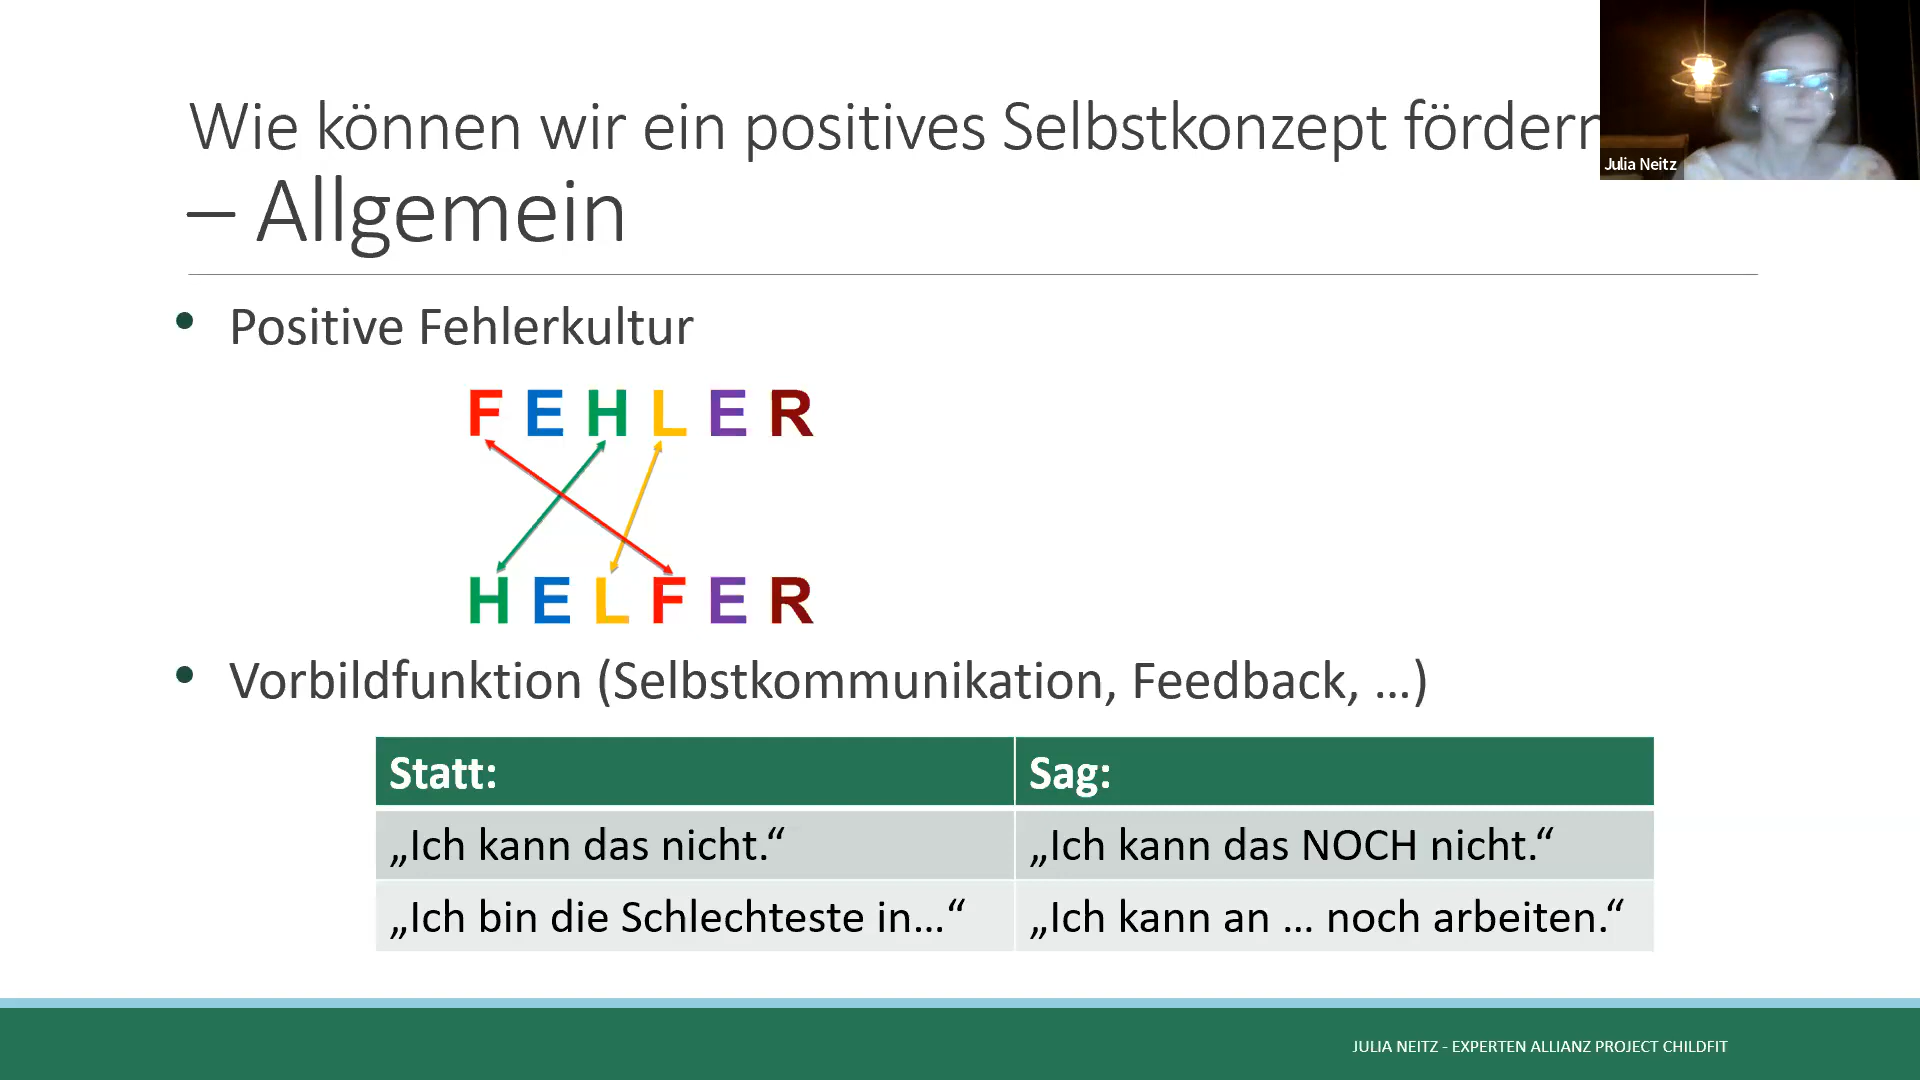 Wie können wir ein positives Selbstkonzept fördern
– Allgemein
Julia Neitz
• Positive Fehlerkultur
F E H L E R
H E L F E R
• Vorbildfunktion (Selbstkommunikation, Feedback, ...)
Statt: Sag:
„Ich kann das nicht.“ „Ich kann das NOCH nicht.“
„Ich bin die Schlechteste in...“ „Ich kann an ... noch arbeiten.“
JULIA NEITZ - EXPERTEN ALLIANZ PROJECT CHILDFIT